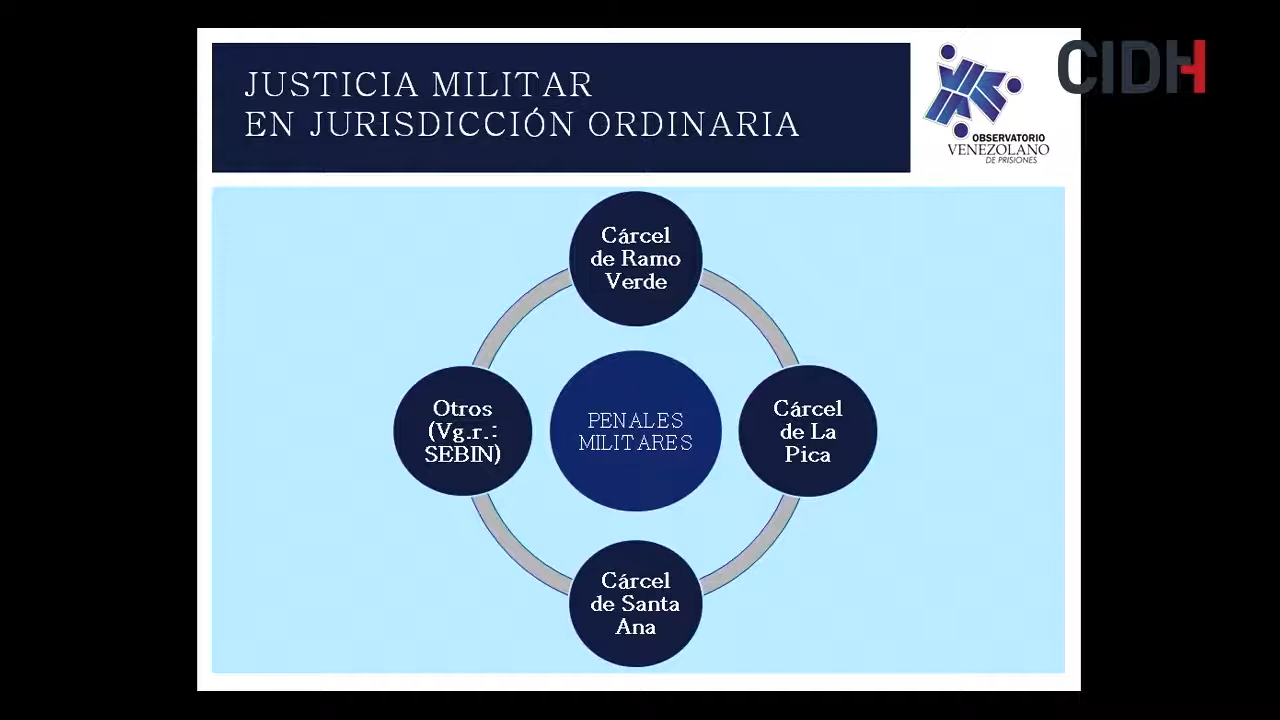 JUSTICIA MILITAR
EN JURISDICCIÓN ORDINARIA
OBSERVATORIO
VENEZOLANO
DE PRISIONES
CIDH
Cárcel
de Ramo
Verde
Otros
(Vg.r.:
SEBIN)
PENALES
MILITARES
Cárcel
de La
Pica
Cárcel
de Santa
Ana